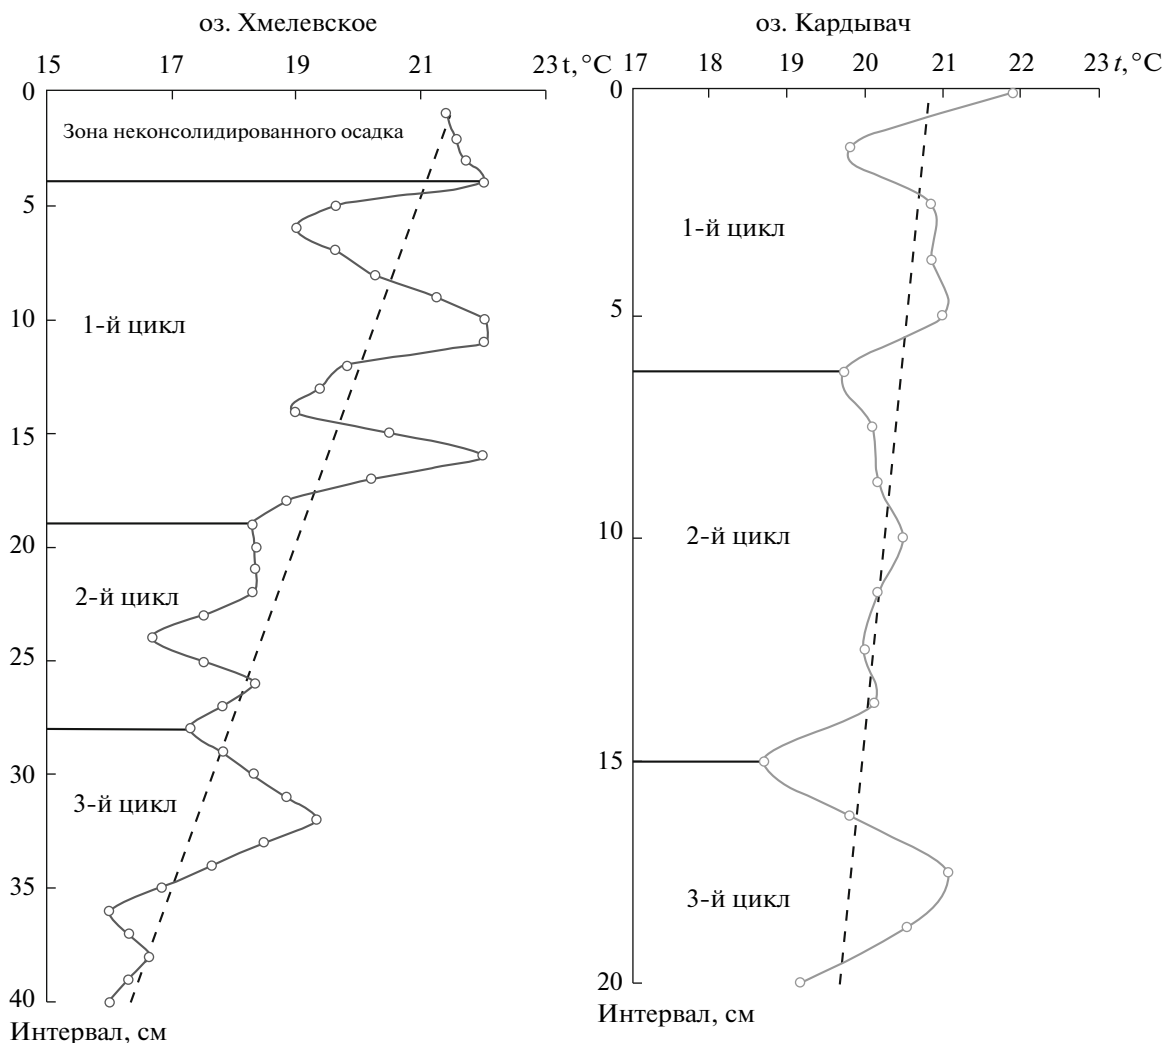 оз. Хмелевское
15 17 19 21 23 t, °C
0
Зона неконсолидированного осадка
5
1-й цикл
10
15
20
2-й цикл
25
30
3-й цикл
35
40
Интервал, см
оз. Кардывач
17 18 19 20 21 22 23 t, °C
0
1-й цикл
5
2-й цикл
10
15
3-й цикл
20
Интервал, см